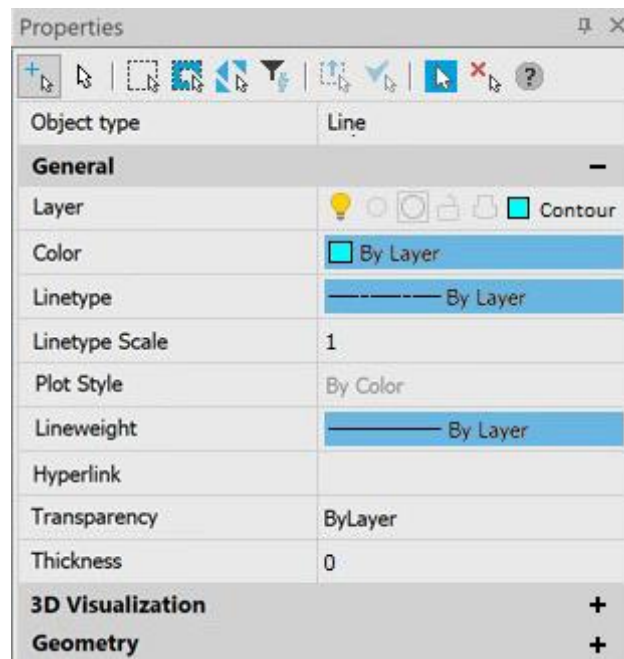 Properties
Object type Line
General
Layer Contour
Color By Layer
Linetype By Layer
Linetype Scale 1
Plot Style By Color
Lineweight By Layer
Hyperlink
Transparency ByLayer
Thickness 0
3D Visualization
Geometry